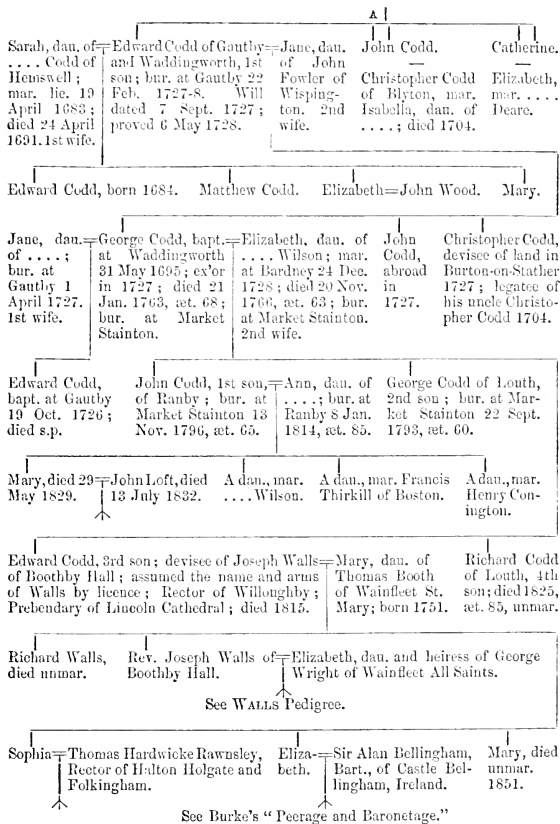 A
Sarah, dau. of = Edward Codd of Gautby = Jane, dau. John Codd. Catherine.
. . . . Codd of and Waddingworth, 1st of John — —
Hemswell ; son ; bur. at Gautby 22 Fowler of Christopher Codd Elizabeth,
mar. lic. 19 Feb. 1727-8. Will Wisping- of Blyton, mar. mar. . . . .
April 1683 ; dated 7 Sept. 1727 ; ton. 2nd Isabella, dau. of Deare.
died 24 April proved 6 May 1728. wife. . . . . ; died 1704.
1691. 1st wife.
Edward Codd, born 1684. Matthew Codd. Elizabeth = John Wood. Mary.
Jane, dau. = George Codd, bapt. = Elizabeth, dau. of John Christopher Codd,
of . . . . ; at Waddingworth . . . . Wilson ; mar. Codd, devisee of land in
bur. at 31 May 1695 ; ex'or at Bardney 24 Dec. abroad Burton-on-Stather
Gautby 1 in 1727 ; died 21 1728 ; died 20 Nov. in 1727 ; legatee of
April 1727. Jan. 1763, æt. 68 ; 1766, æt. 63 ; bur. 1727. his uncle Christo-
1st wife. bur. at Market at Market Stainton. pher Codd 1704.
Stainton. 2nd wife.
Edward Codd, John Codd, 1st son, = Ann, dau. of George Codd of Louth,
bapt. at Gautby of Ranby ; bur. at . . . . ; bur. at 2nd son ; bur. at Mar-
19 Oct. 1726 ; Market Stainton 13 Ranby 8 Jan. ket Stainton 22 Sept.
died s.p. Nov. 1796, æt. 65. 1814, æt. 85. 1793, æt. 60.
Mary, died 29 = John Loft, died A dau., mar. A dau., mar. Francis A dau., mar.
May 1829. 13 July 1832. . . . . Wilson. Thirkill of Boston. Henry Con-
ington.
Edward Codd, 3rd son ; devisee of Joseph Walls = Mary, dau. of Richard Codd
of Boothby Hall ; assumed the name and arms Thomas Booth of Louth, 4th
of Walls by licence ; Rector of Willoughby ; of Wainfleet St. son ; died 1825,
Prebendary of Lincoln Cathedral ; died 1815. Mary ; born 1751. æt. 85, unmar.
Richard Walls, Rev. Joseph Walls of = Elizabeth, dau. and heiress of George
died unmar. Boothby Hall. Wright of Wainfleet All Saints.
See WALLS Pedigree.
Sophia = Thomas Hardwicke Rawnsley, Eliza- = Sir Alan Bellingham, Mary, died
Rector of Halton Holgate and beth. Bart., of Castle Bel- unmar.
Folkingham. lingham, Ireland. 1851.
See Burke's “ Peerage and Baronetage.”